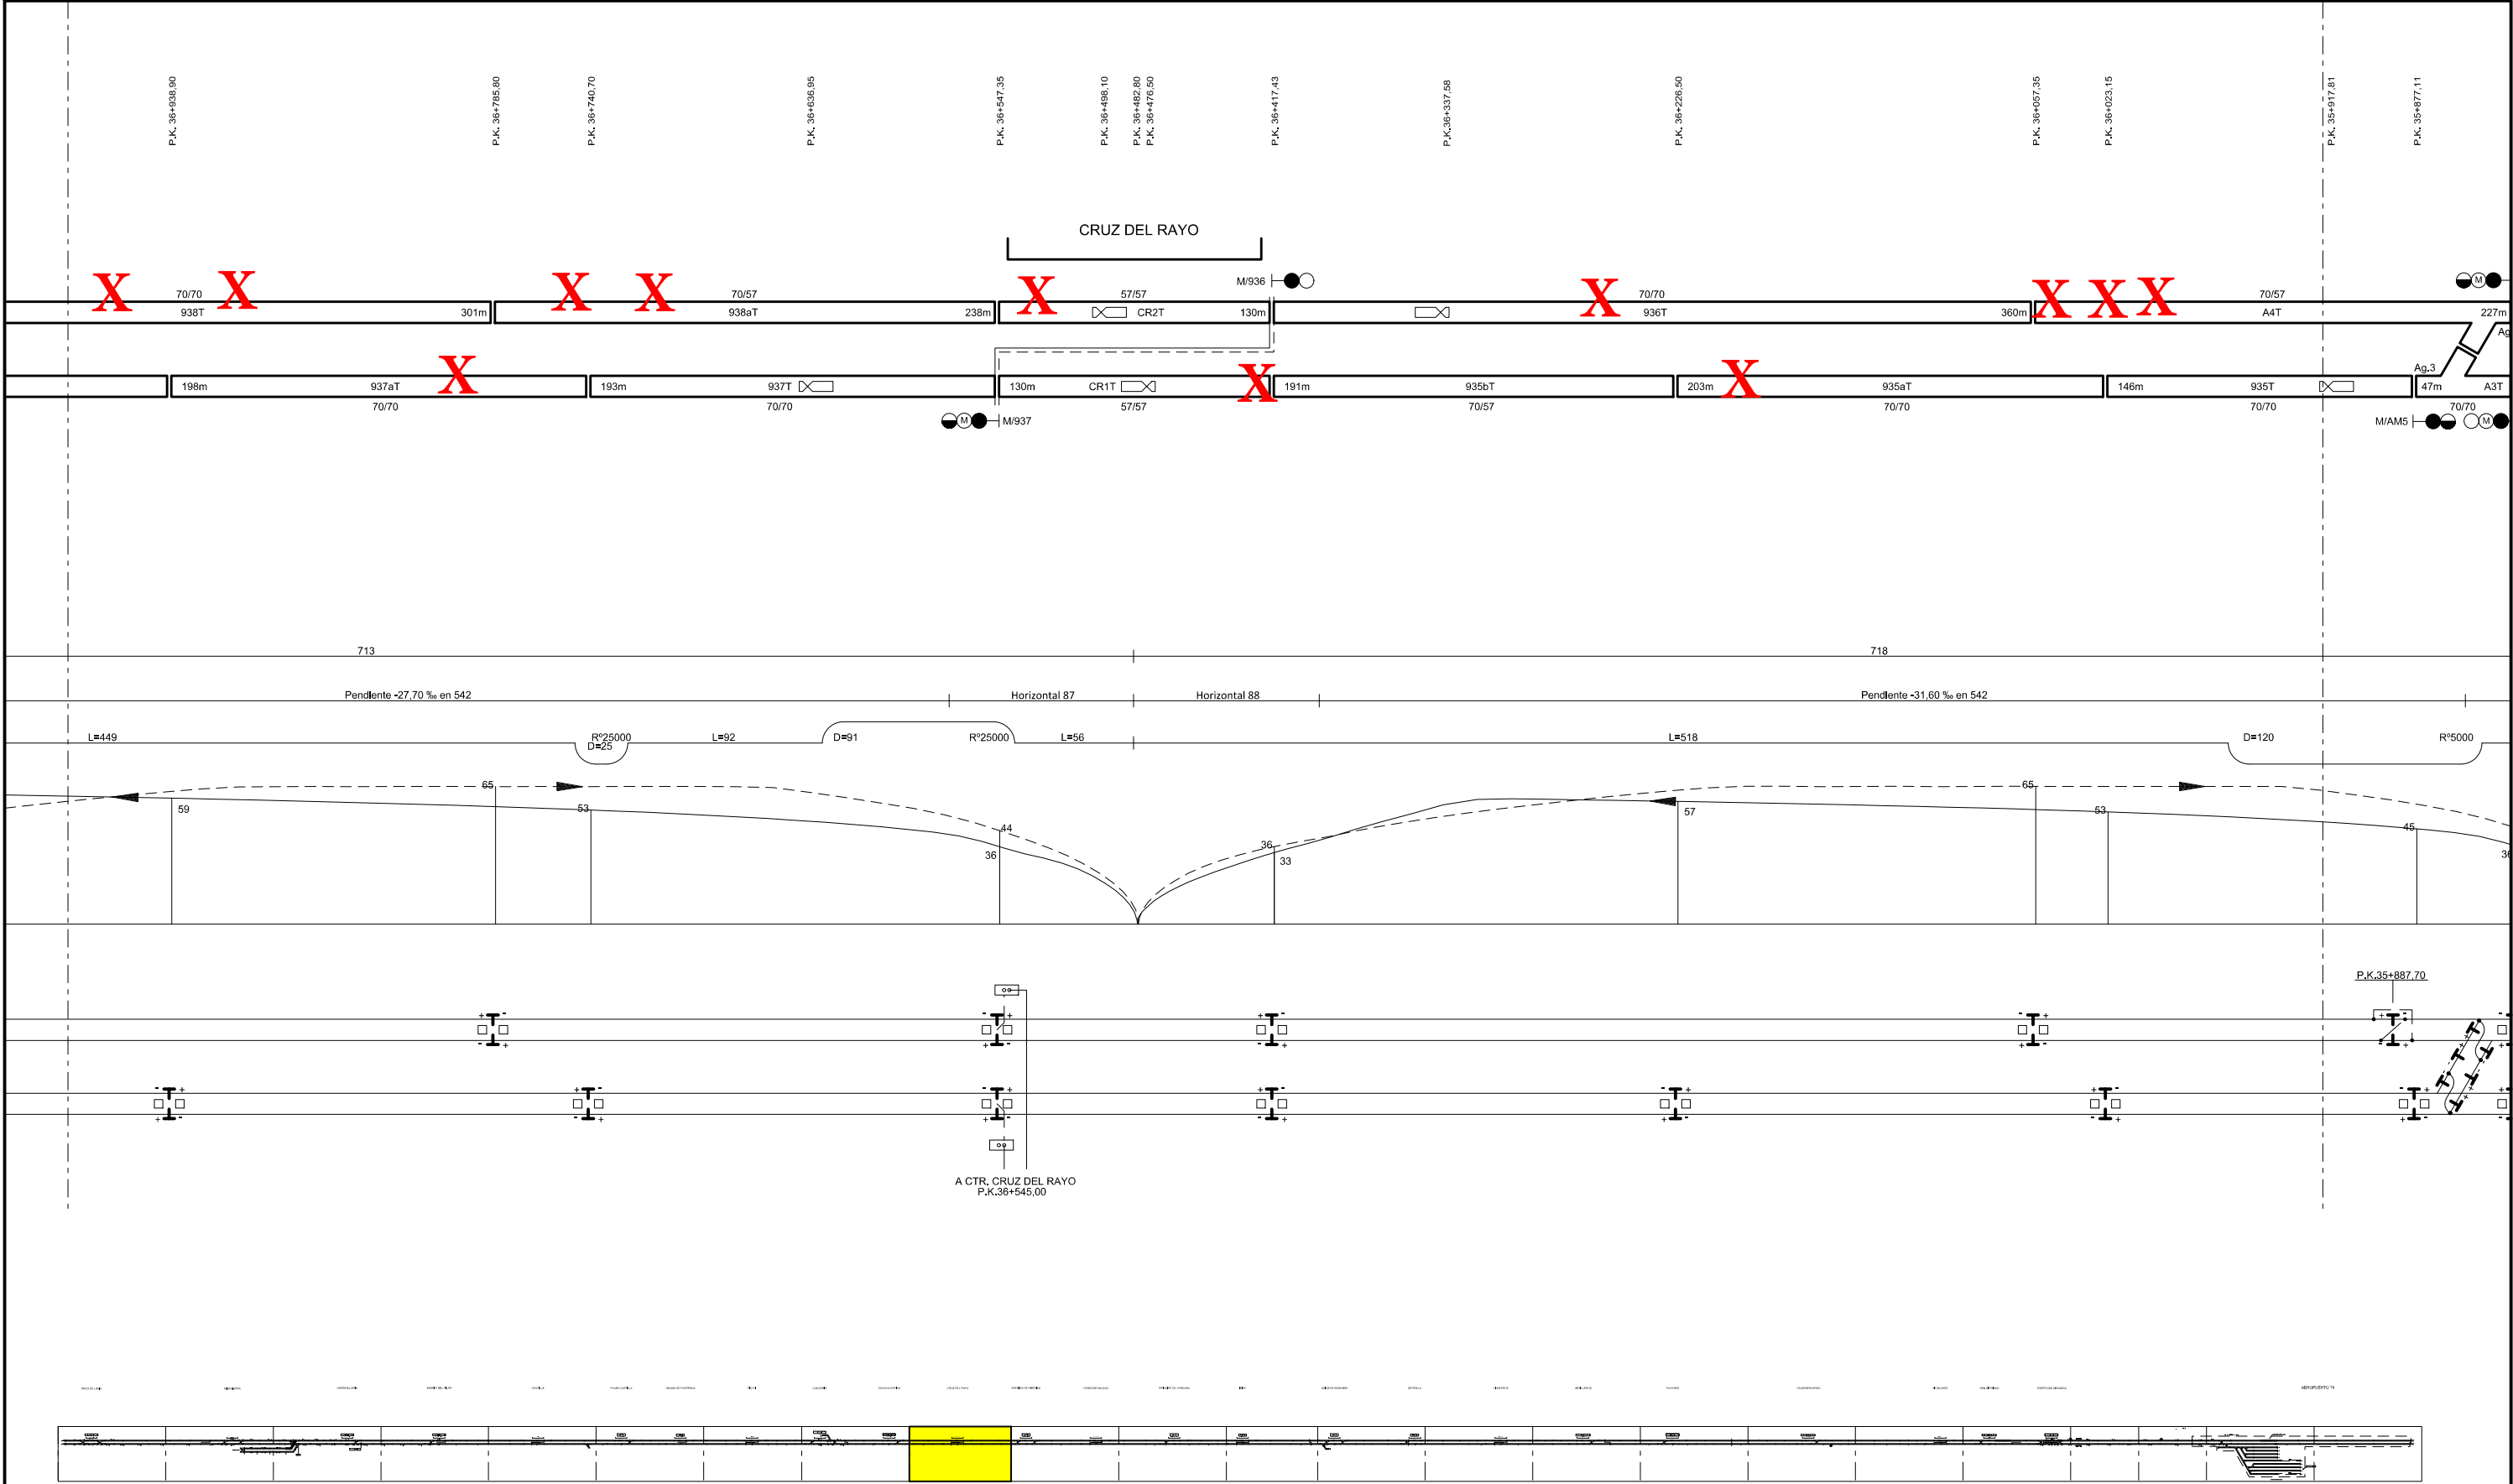 P.K. 36+938,90
P.K. 36+785,80
P.K. 36+740,70
P.K. 36+636,95
P.K. 36+547,35
P.K. 36+498,10
P.K. 36+482,80
P.K. 36+476,50
P.K. 36+417,43
P.K.36+337,58
P.K. 36+226,50
P.K. 36+057,35
P.K. 36+023,15
P.K. 35+917,81
P.K. 35+877,11
CRUZ DEL RAYO
M/936
M
X X X X X X X X X
70/70 70/57 57/57 70/70 70/57
938T 301m 938aT 238m CR2T 130m 936T 360m A4T 227m
Ag
X X X
Ag.3
198m 937aT 193m 937T 130m CR1T 191m 935bT 203m 935aT 146m 935T 47m A3T
70/70 70/70 57/57 70/57 70/70 70/70 70/70
M M/937
M/AM5 M
713 718
Pendiente -27,70 ‰ en 542 Horizontal 87 Horizontal 88 Pendiente -31,60 ‰ en 542
L=449 Rº25000 L=92 D=91 Rº25000 L=56 L=518 D=120 Rº5000
D=25
65 65
59 53 57 53
44 45
36 36 33 36
P.K.35+887,70
A CTR. CRUZ DEL RAYO
P.K.36+545,00
AEROPUERTO T4